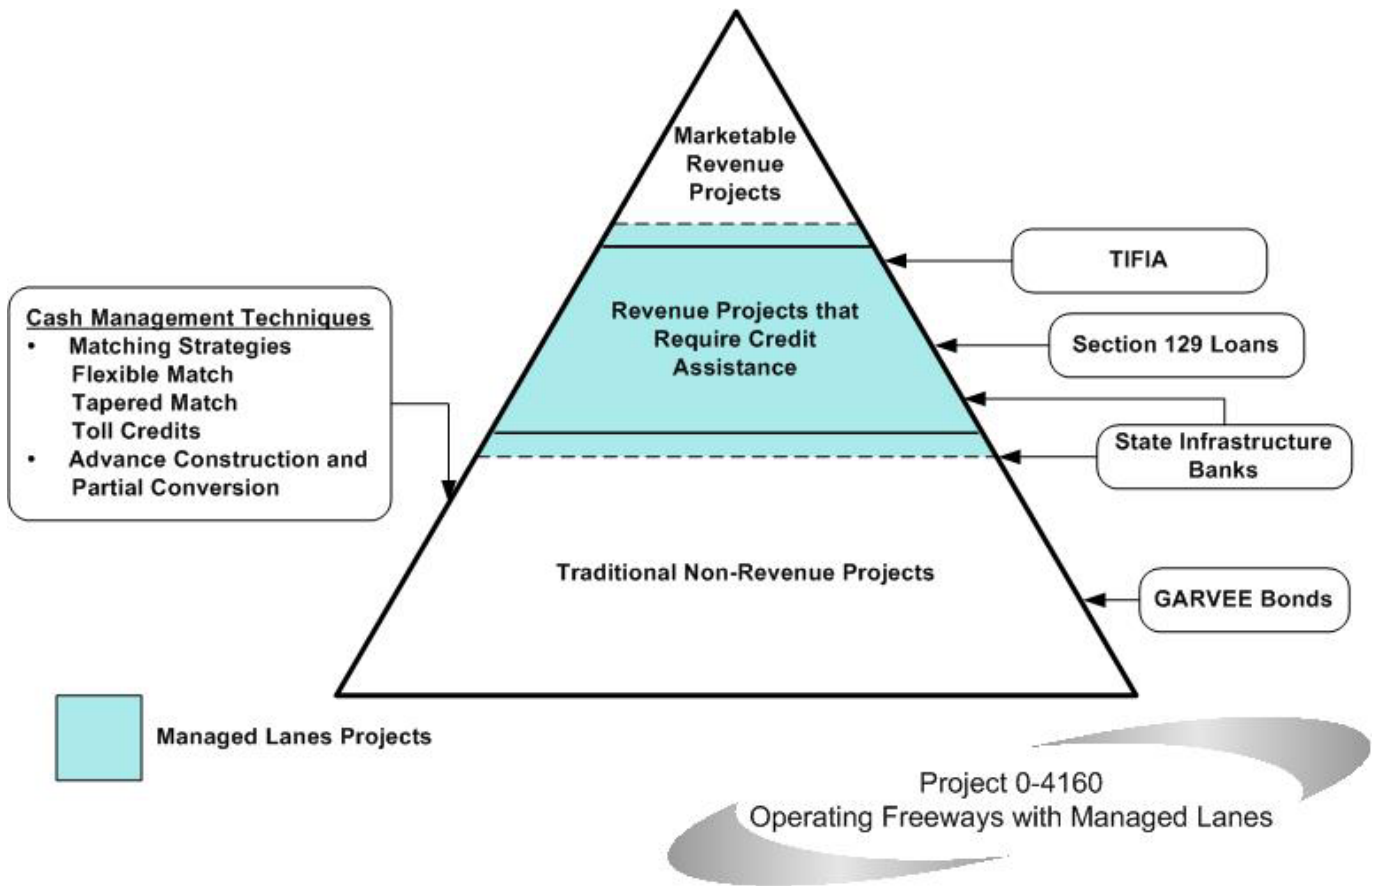 Marketable
Revenue
Projects
TIFIA
Revenue Projects that
Require Credit
Assistance
Section 129 Loans
Cash Management Techniques
• Matching Strategies
Flexible Match
Tapered Match
Toll Credits
• Advance Construction and
Partial Conversion
State Infrastructure
Banks
Traditional Non-Revenue Projects
GARVEE Bonds
Managed Lanes Projects
Project 0-4160
Operating Freeways with Managed Lanes